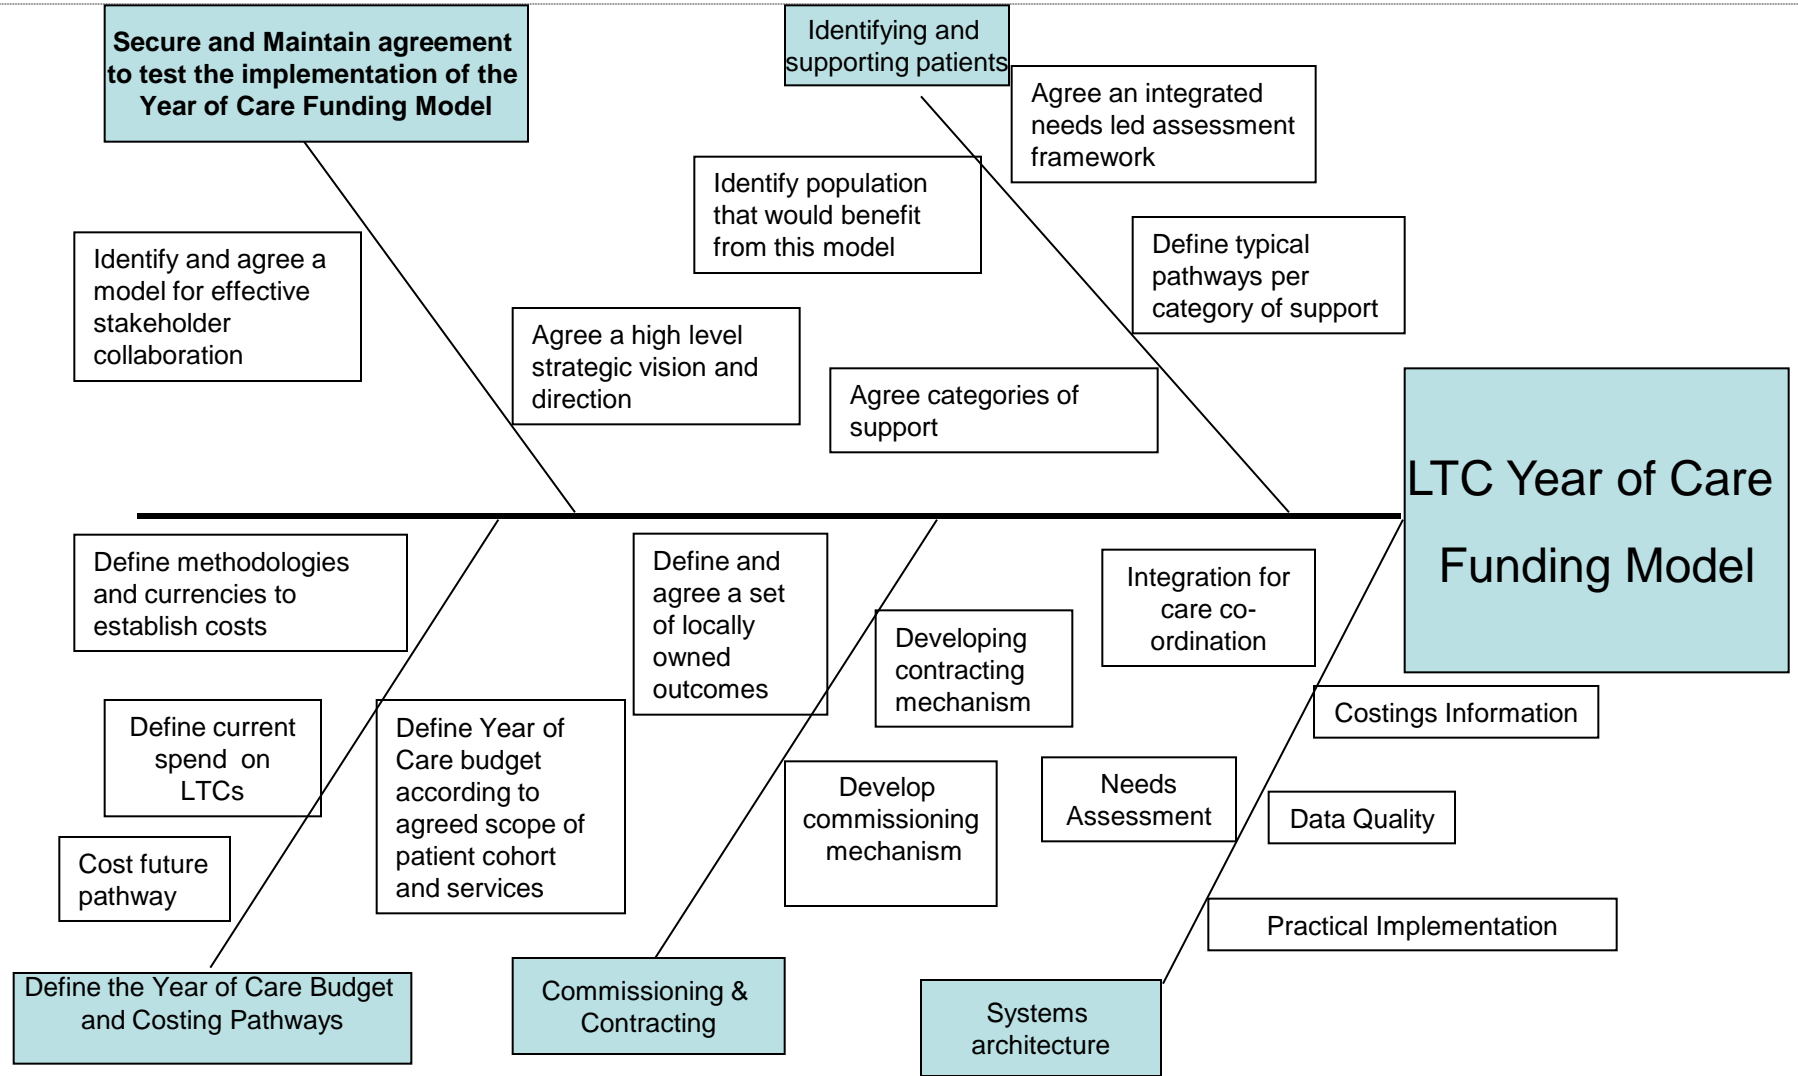 Secure and Maintain agreement
to test the implementation of the
Year of Care Funding Model
Identifying and
supporting patients
Agree an integrated
needs led assessment
framework
Identify population
that would benefit
from this model
Define typical
pathways per
category of support
Identify and agree a
model for effective
stakeholder
collaboration
Agree a high level
strategic vision and
direction
Agree categories of
support
LTC Year of Care
Funding Model
Define methodologies
and currencies to
establish costs
Define and
agree a set
of locally
owned
outcomes
Integration for
care co-
ordination
Developing
contracting
mechanism
Define current
spend on
LTCs
Define Year of
Care budget
according to
agreed scope of
patient cohort
and services
Costings Information
Develop
commissioning
mechanism
Needs
Assessment
Data Quality
Cost future
pathway
Practical Implementation
Define the Year of Care Budget
and Costing Pathways
Commissioning &
Contracting
Systems
architecture